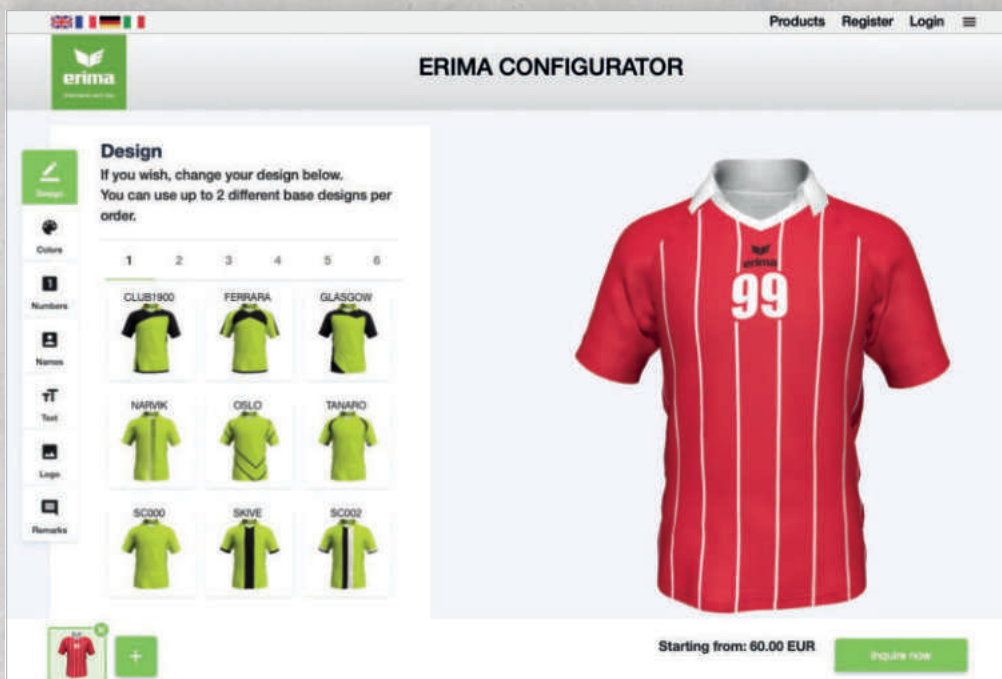 Products Register Login
erima
ERIMA CONFIGURATOR
Design
If you wish, change your design below.
You can use up to 2 different base designs per
order.
Design
Colors
Numbers
Names
Text
Logo
Remarks
1 2 3 4 5 6
CLUB1900 FERRARA GLASGOW
NARVIK OSLO TANARO
SC000 SKIVE SC002
erima
99
Starting from: 60.00 EUR
Inquire now